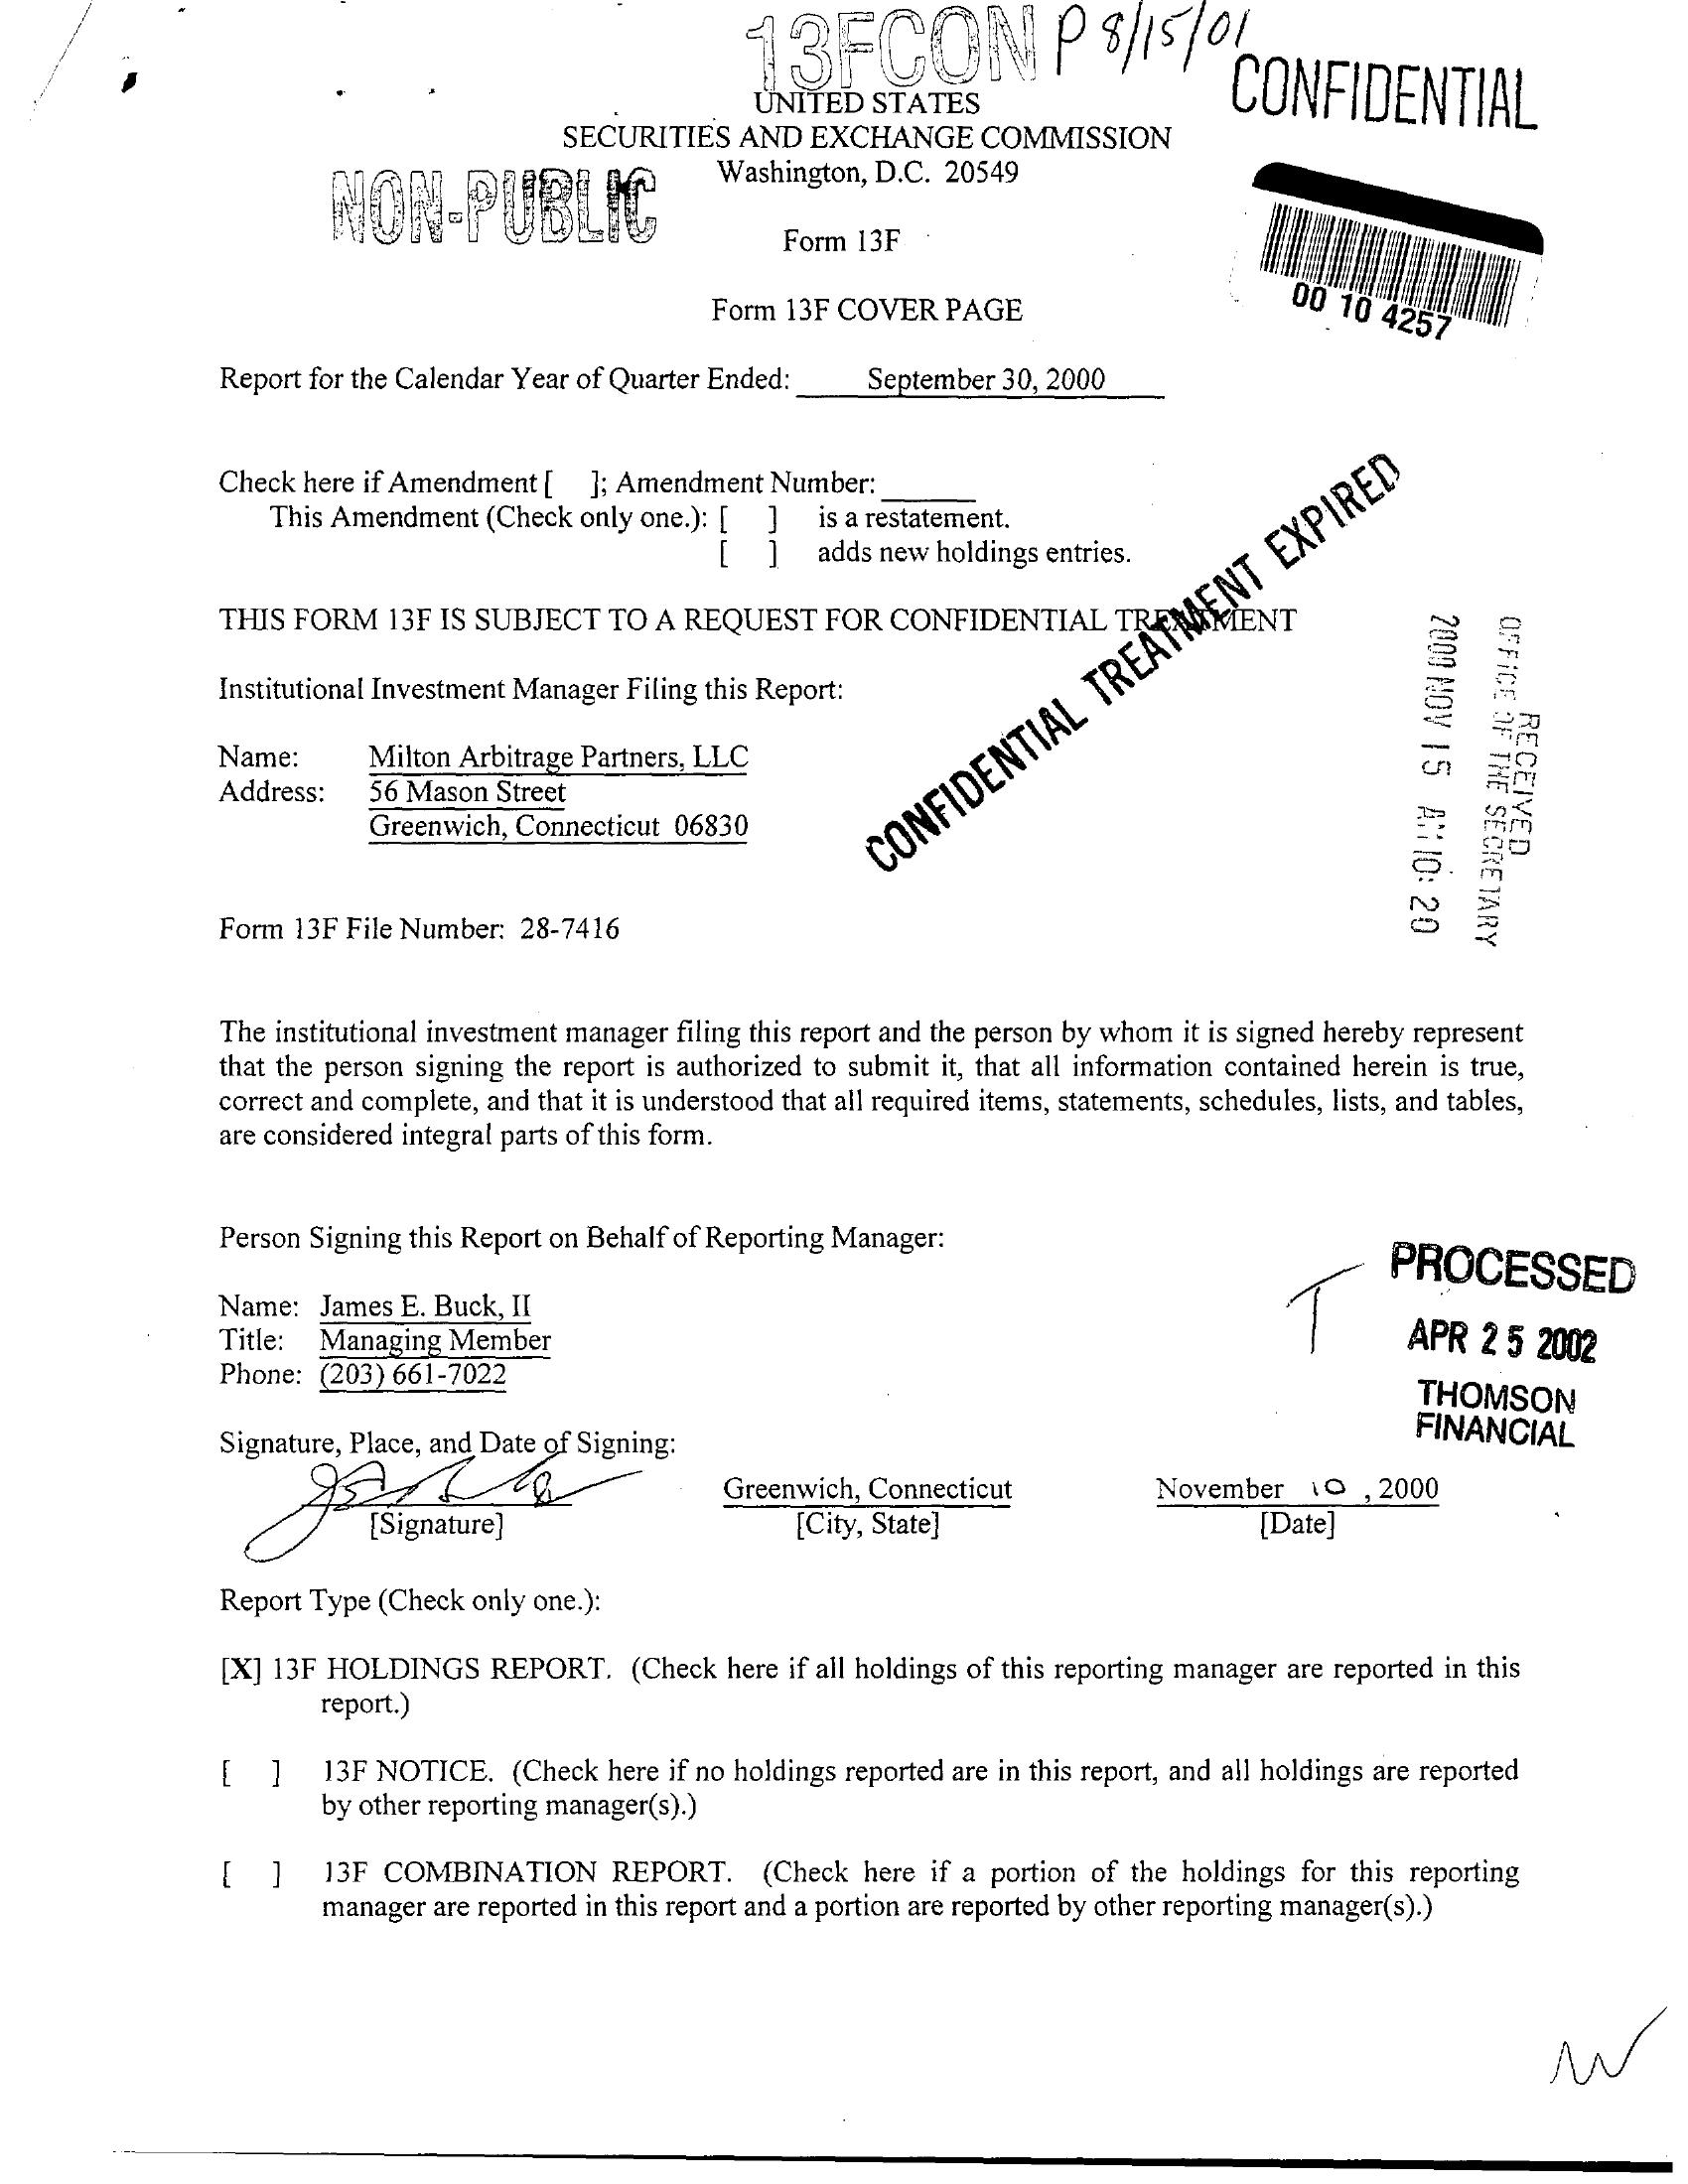 13FCON P 8/15/01
CONFIDENTIAL
UNITED STATES
SECURITIES AND EXCHANGE COMMISSION
Washington, D.C. 20549
NON-PUBLIC
Form 13F
00 10 4257
Form 13F COVER PAGE
Report for the Calendar Year of Quarter Ended: September 30, 2000
Check here if Amendment [ ]; Amendment Number:
This Amendment (Check only one.): [ ] is a restatement.
[ ] adds new holdings entries.
CONFIDENTIAL TREATMENT EXPIRED
THIS FORM 13F IS SUBJECT TO A REQUEST FOR CONFIDENTIAL TREATMENT
RECEIVED
OFFICE OF THE SECRETARY
2000 NOV 15 A 10: 20
Institutional Investment Manager Filing this Report:
Name: Milton Arbitrage Partners, LLC
Address: 56 Mason Street
Greenwich, Connecticut 06830
Form 13F File Number: 28-7416
The institutional investment manager filing this report and the person by whom it is signed hereby represent
that the person signing the report is authorized to submit it, that all information contained herein is true,
correct and complete, and that it is understood that all required items, statements, schedules, lists, and tables,
are considered integral parts of this form.
Person Signing this Report on Behalf of Reporting Manager:
Name: James E. Buck, II
Title: Managing Member
Phone: (203) 661-7022
PROCESSED
APR 25 2002
THOMSON
FINANCIAL
Signature, Place, and Date of Signing:
Greenwich, Connecticut November 10, 2000
[Signature] [City, State] [Date]
Report Type (Check only one.):
[X] 13F HOLDINGS REPORT. (Check here if all holdings of this reporting manager are reported in this
report.)
[ ] 13F NOTICE. (Check here if no holdings reported are in this report, and all holdings are reported
by other reporting manager(s).)
[ ] 13F COMBINATION REPORT. (Check here if a portion of the holdings for this reporting
manager are reported in this report and a portion are reported by other reporting manager(s).)